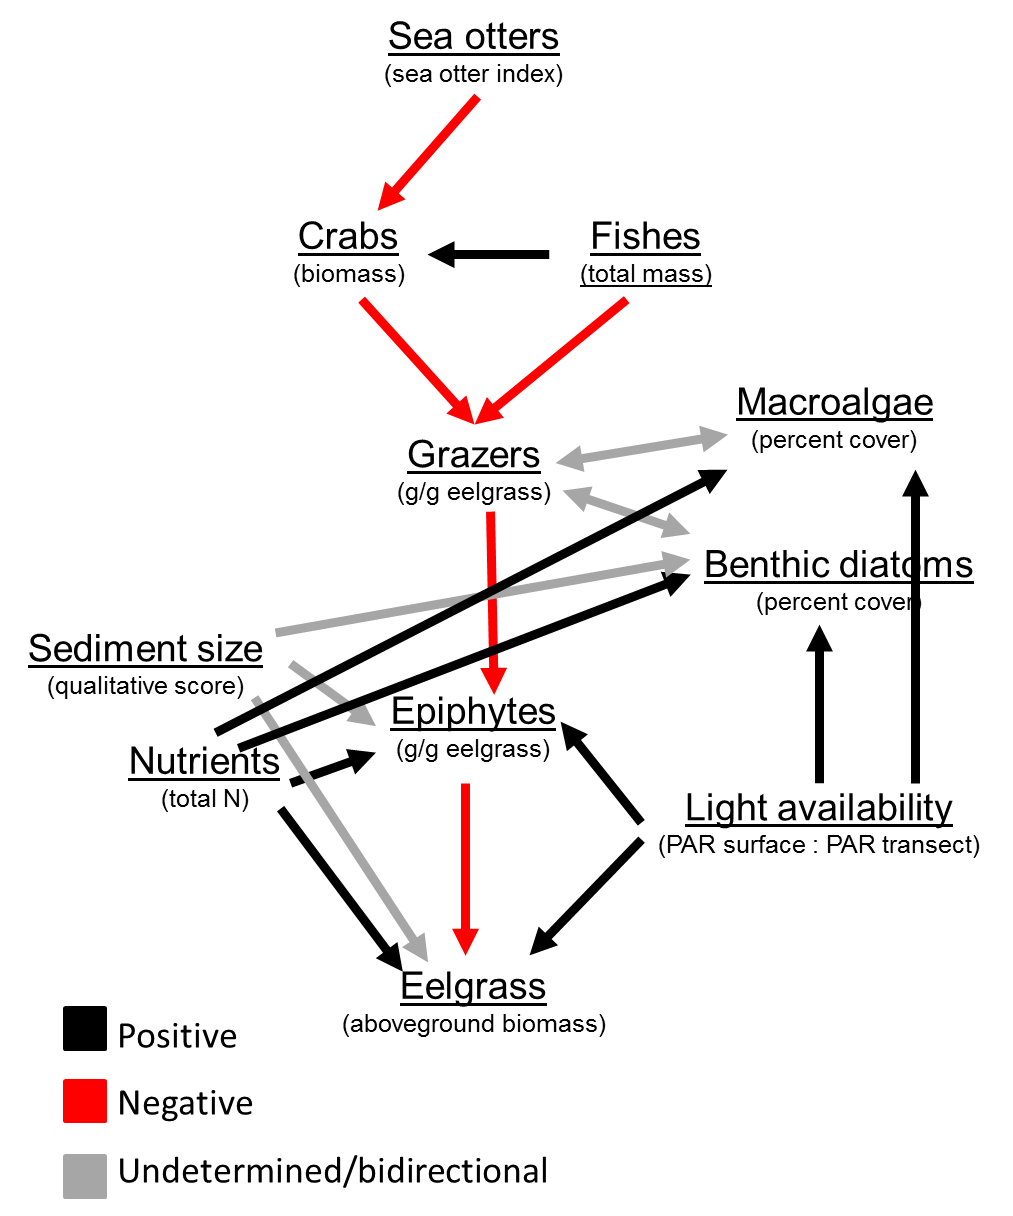 Sea otters
(sea otter index)
Crabs
(biomass)
Fishes
(total mass)
Macroalgae
(percent cover)
Grazers
(g/g eelgrass)
Benthic diatoms
(percent cover)
Sediment size
(qualitative score)
Epiphytes
(g/g eelgrass)
Nutrients
(total N)
Light availability
(PAR surface : PAR transect)
Eelgrass
(aboveground biomass)
Positive
Negative
Undetermined/bidirectional